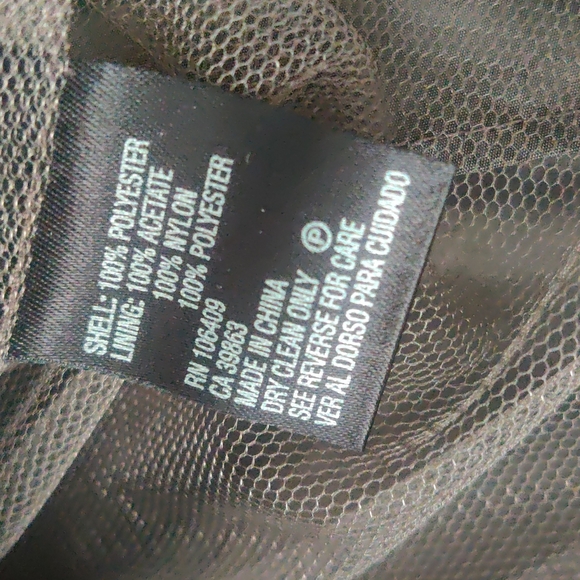 SHELL: 100% POLYESTER
LINING: 100% ACETATE
100% NYLON
100% POLYESTER
RN 106409
CA 39863
MADE IN CHINA
DRY CLEAN ONLY Ⓟ
SEE REVERSE FOR CARE
VER AL DORSO PARA CUIDADO